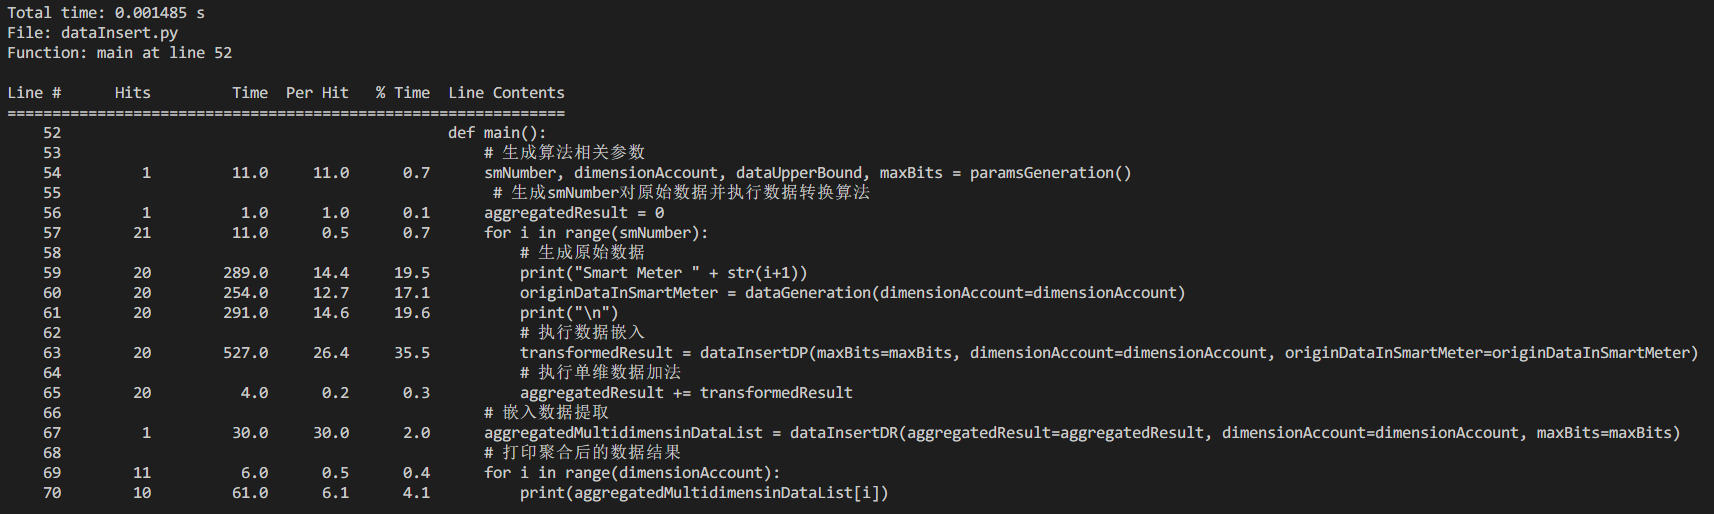 Total time: 0.001485 s
File: dataInsert.py
Function: main at line 52
Line #      Hits         Time  Per Hit   % Time  Line Contents
==============================================================
    52                                           def main():
    53                                               # 生成算法相关参数
    54         1         11.0     11.0      0.7      smNumber, dimensionAccount, dataUpperBound, maxBits = paramsGeneration()
    55                                                # 生成smNumber对原始数据并执行数据转换算法
    56         1          1.0      1.0      0.1      aggregatedResult = 0
    57        21         11.0      0.5      0.7      for i in range(smNumber):
    58                                                   # 生成原始数据
    59        20        289.0     14.4     19.5          print("Smart Meter " + str(i+1))
    60        20        254.0     12.7     17.1          originDataInSmartMeter = dataGeneration(dimensionAccount=dimensionAccount)
    61        20        291.0     14.6     19.6          print("\n")
    62                                                   # 执行数据嵌入
    63        20        527.0     26.4     35.5          transformedResult = dataInsertDP(maxBits=maxBits, dimensionAccount=dimensionAccount, originDataInSmartMeter=originDataInSmartMeter)
    64                                                   # 执行单维数据加法
    65        20          4.0      0.2      0.3          aggregatedResult += transformedResult
    66                                               # 嵌入数据提取
    67         1         30.0     30.0      2.0      aggregatedMultidimensinDataList = dataInsertDR(aggregatedResult=aggregatedResult, dimensionAccount=dimensionAccount, maxBits=maxBits)
    68                                               # 打印聚合后的数据结果
    69        11          6.0      0.5      0.4      for i in range(dimensionAccount):
    70        10         61.0      6.1      4.1          print(aggregatedMultidimensinDataList[i])